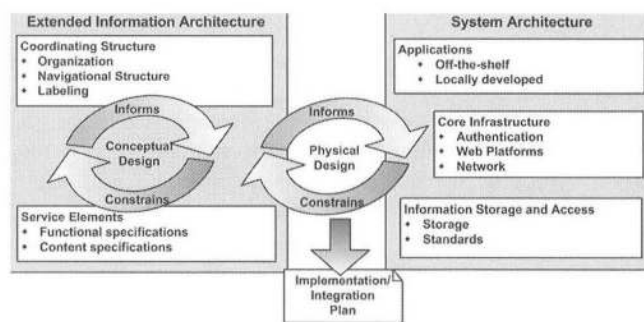 Extended Information Architecture
Coordinating Structure
• Organization
• Navigational Structure
• Labeling
Informs
Conceptual
Design
Constrains
Service Elements
• Functional specifications
• Content specifications
Informs
Physical
Design
Constrains
Implementation/
Integration
Plan
System Architecture
Applications
• Off-the-shelf
• Locally developed
Core Infrastructure
• Authentication
• Web Platforms
• Network
Information Storage and Access
• Storage
• Standards